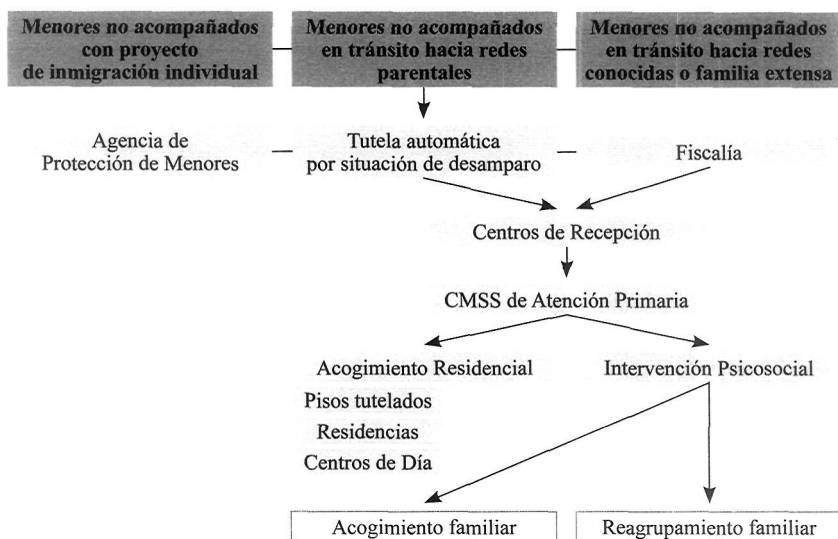 Menores no acompañados
con proyecto
de inmigración individual
Menores no acompañados
en tránsito hacia redes
parentales
Menores no acompañados
en tránsito hacia redes
conocidas o familia extensa
Agencia de
Protección de Menores
Tutela automática
por situación de desamparo
Fiscalía
Centros de Recepción
CMSS de Atención Primaria
Acogimiento Residencial
Intervención Psicosocial
Pisos tutelados
Residencias
Centros de Día
Acogimiento familiar
Reagrupamiento familiar